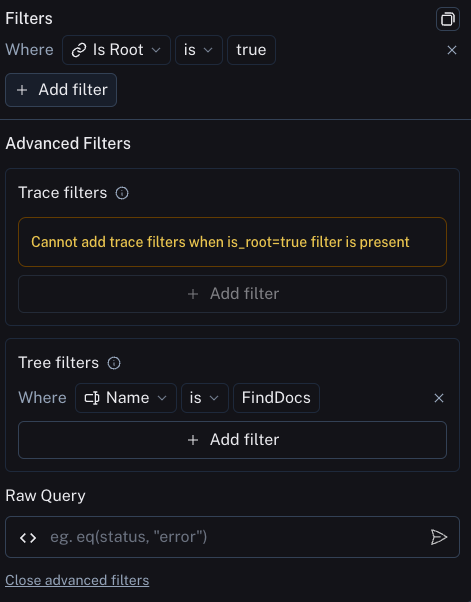 Filters
Where Is Root is true
Add filter
Advanced Filters
Trace filters
Cannot add trace filters when is_root=true filter is present
Add filter
Tree filters
Where Name is FindDocs
Add filter
Raw Query
eg. eq(status, "error")
Close advanced filters